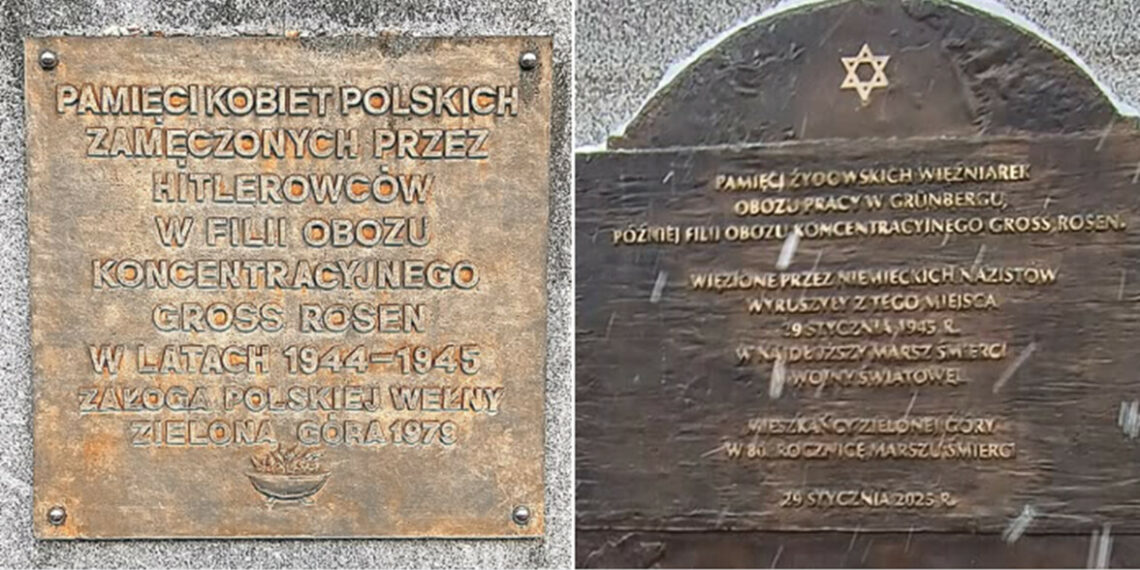 PAMIĘCI KOBIET POLSKICH
ZAMĘCZONYCH PRZEZ
HITLEROWCÓW
W FILII OBOZU
KONCENTRACYJNEGO
GROSS ROSEN
W LATACH 1944-1945
ZAŁOGA POLSKIEJ WEŁNY
ZIELONA GÓRA 1979
PAMIĘCI ŻYDOWSKICH WIĘŹNIAREK
OBOZU PRACY W GRÜNBERGU,
PÓŹNIEJ FILII OBOZU KONCENTRACYJNEGO GROSS ROSEN.
WIĘZIONE PRZEZ NIEMIECKICH NAZISTÓW
WYRUSZYŁY Z TEGO MIEJSCA
29 STYCZNIA 1945 R.
W NAJDŁUŻSZY MARSZ ŚMIERCI
WOJNY ŚWIATOWEJ.
MIESZKAŃCY ZIELONEJ GÓRY
W 80. ROCZNICĘ MARSZU ŚMIERCI
29 STYCZNIA 2025 R.